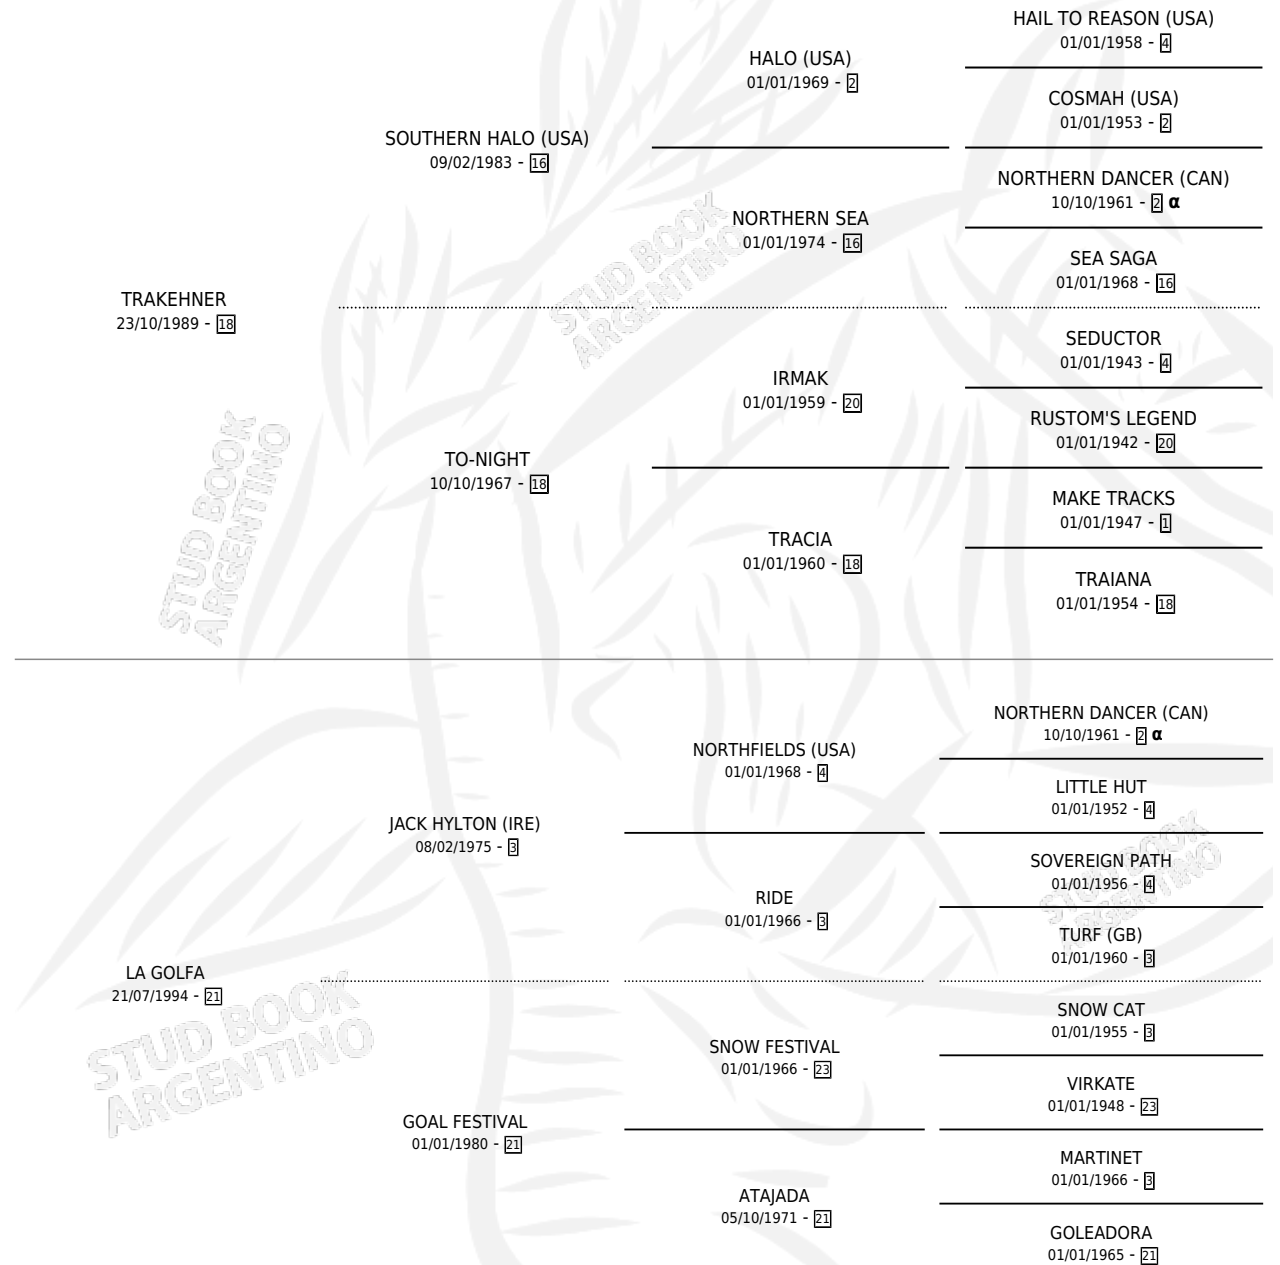 HAIL TO REASON (USA)
01/01/1958 - 4
HALO (USA)
01/01/1969 - 2
COSMAH (USA)
01/01/1953 - 2
SOUTHERN HALO (USA)
09/02/1983 - 16
NORTHERN DANCER (CAN)
10/10/1961 - 2 α
NORTHERN SEA
01/01/1974 - 16
SEA SAGA
01/01/1968 - 16
TRAKEHNER
23/10/1989 - 18
SEDUCTOR
01/01/1943 - 4
IRMAK
01/01/1959 - 20
RUSTOM'S LEGEND
01/01/1942 - 20
TO-NIGHT
10/10/1967 - 18
MAKE TRACKS
01/01/1947 - 1
TRACIA
01/01/1960 - 18
TRAIANA
01/01/1954 - 18
STUD BOOK
ARGENTINO
STUD BOOK
ARGENTINO
NORTHERN DANCER (CAN)
10/10/1961 - 2 α
NORTHFIELDS (USA)
01/01/1968 - 4
LITTLE HUT
01/01/1952 - 4
JACK HYLTON (IRE)
08/02/1975 - 3
SOVEREIGN PATH
01/01/1956 - 4
RIDE
01/01/1966 - 3
TURF (GB)
01/01/1960 - 3
LA GOLFA
21/07/1994 - 21
SNOW CAT
01/01/1955 - 3
SNOW FESTIVAL
01/01/1966 - 23
VIRKATE
01/01/1948 - 23
GOAL FESTIVAL
01/01/1980 - 21
MARTINET
01/01/1966 - 3
ATAJADA
05/10/1971 - 21
GOLEADORA
01/01/1965 - 21
STUD BOOK
ARGENTINO
STUD BOOK
ARGENTINO